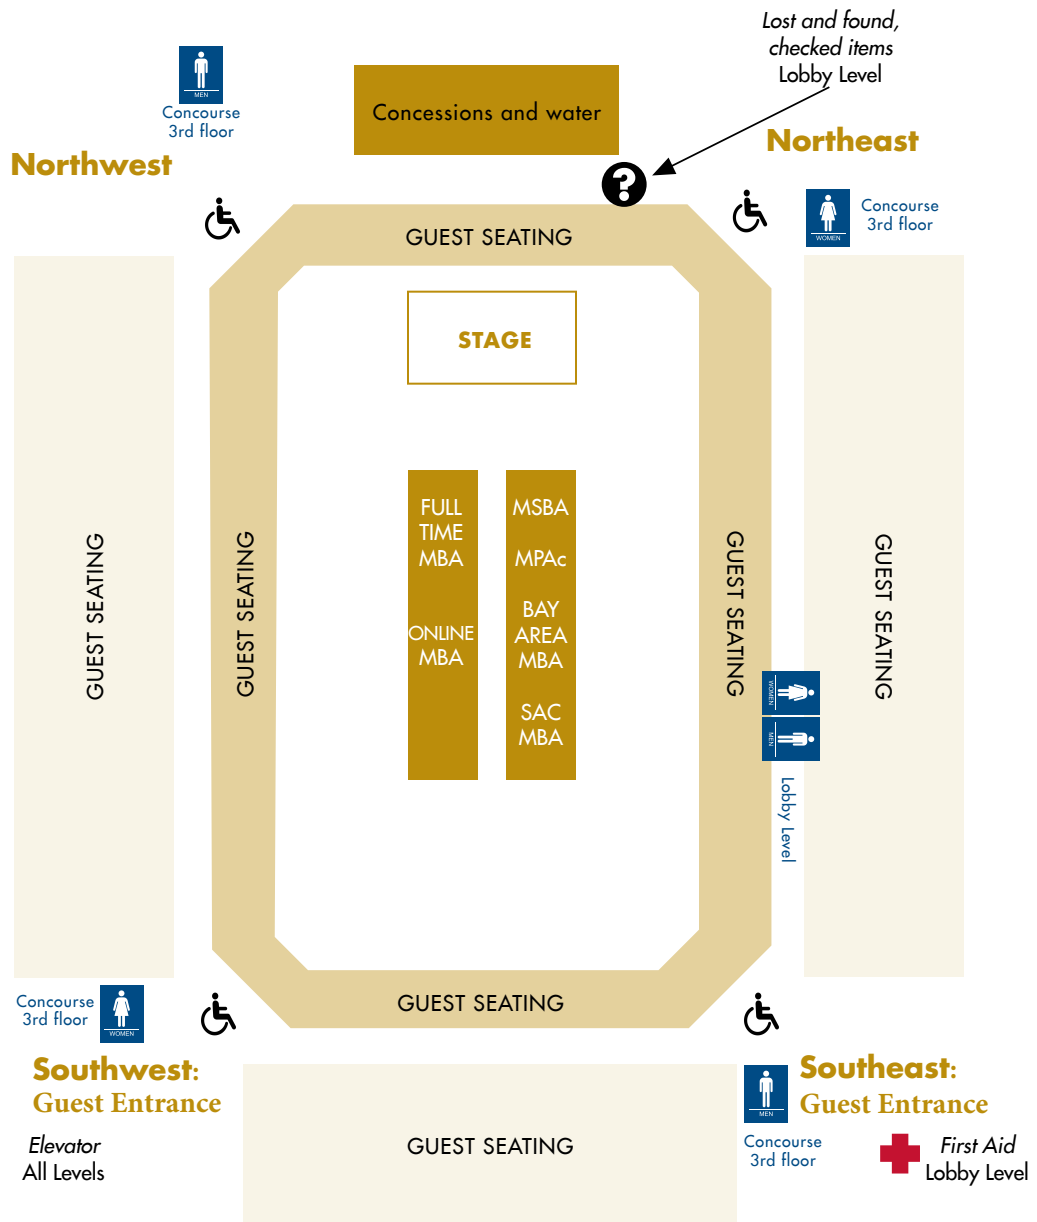 Lost and found,
checked items
Lobby Level
MEN
Concourse
3rd floor
Concessions and water
Northwest
Northeast
WOMEN
Concourse
3rd floor
GUEST SEATING
STAGE
GUEST SEATING
GUEST SEATING
FULL
TIME
MBA
ONLINE
MBA
MSBA
MPAc
BAY
AREA
MBA
SAC
MBA
GUEST SEATING
GUEST SEATING
WOMEN
MEN
Lobby Level
Concourse
3rd floor
WOMEN
GUEST SEATING
Southwest:
Guest Entrance
Elevator
All Levels
GUEST SEATING
MEN
Concourse
3rd floor
Southeast:
Guest Entrance
First Aid
Lobby Level